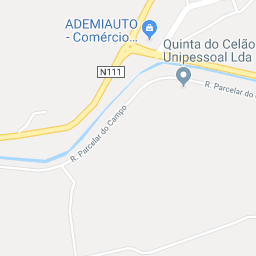 ADEMIAUTO
- Comércio...
Quinta do Celão
Unipessoal Lda
N111
R. Parcelar do
R. Parcelar do Campo